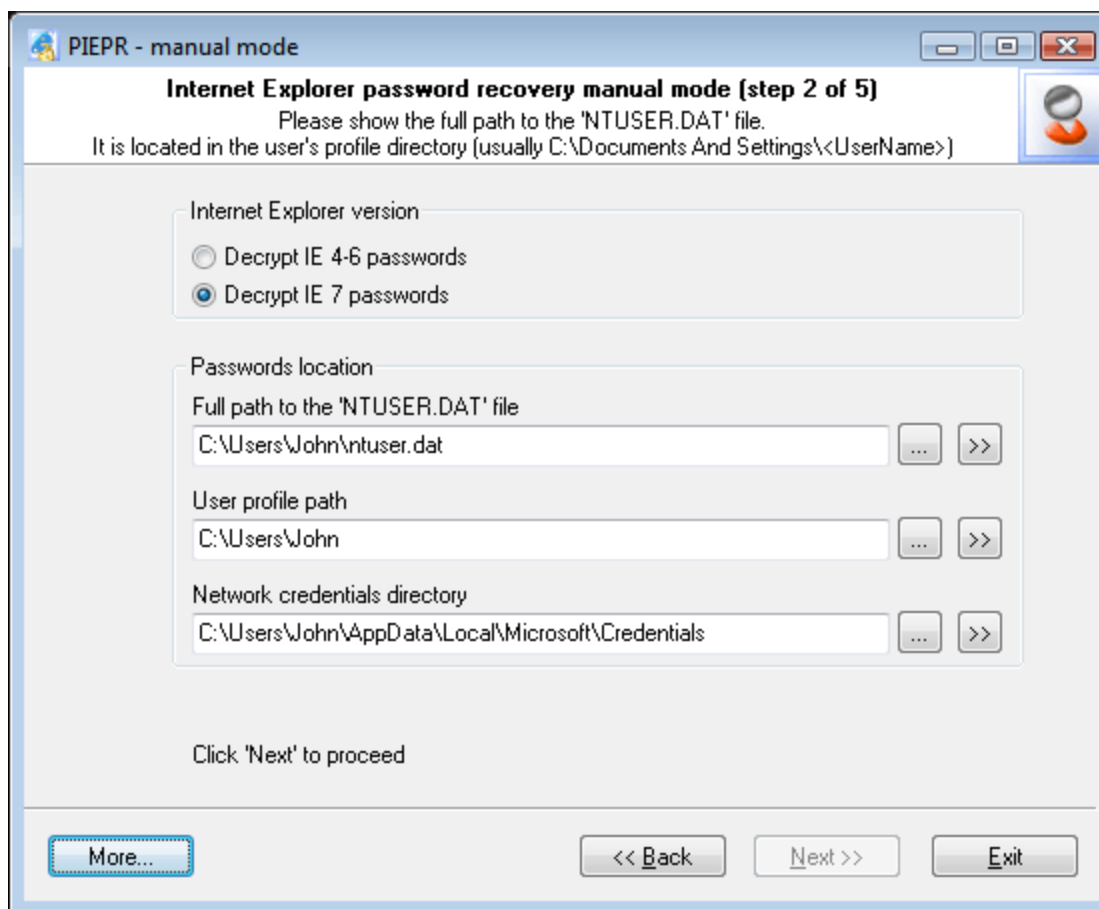 PIEPR - manual mode
Internet Explorer password recovery manual mode (step 2 of 5)
Please show the full path to the 'NTUSER.DAT' file.
It is located in the user's profile directory (usually C:\Documents And Settings\<UserName>)
Internet Explorer version
Decrypt IE 4-6 passwords
Decrypt IE 7 passwords
Passwords location
Full path to the 'NTUSER.DAT' file
C:\Users\John\ntuser.dat
...
>>
User profile path
C:\Users\John
...
>>
Network credentials directory
C:\Users\John\AppData\Local\Microsoft\Credentials
...
>>
Click 'Next' to proceed
More...
<< Back
Next >>
Exit